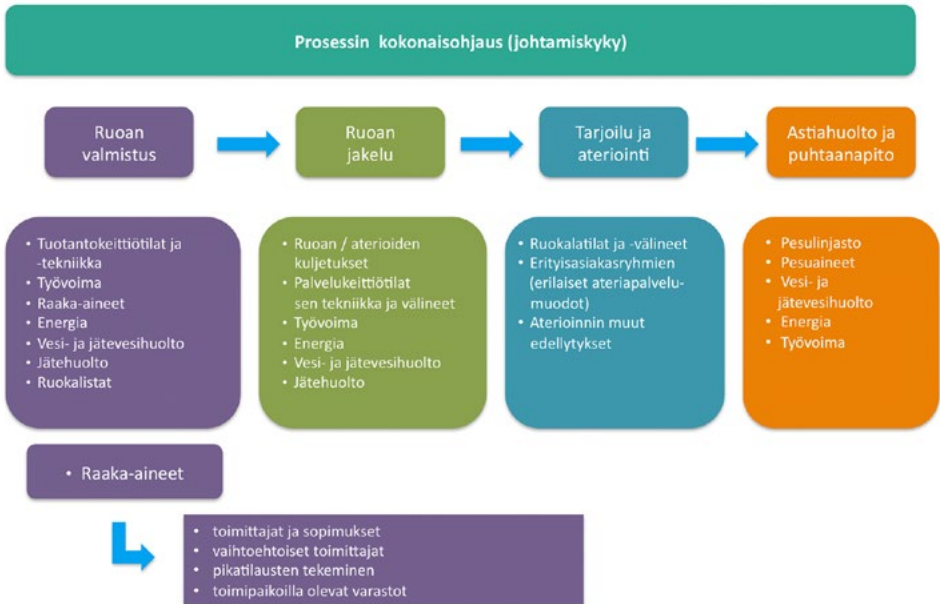 Prosessin kokonaisohjaus (johtamiskyky)
Ruoan
valmistus
Ruoan
jakelu
Tarjoilu ja
ateriointi
Astiahuolto ja
puhtaanapito
• Tuotantokeittiötilat ja
-tekniikka
• Työvoima
• Raaka-aineet
• Energia
• Vesi- ja jätevesihuolto
• Jätehuolto
• Ruokalistat
• Ruoan / aterioiden
kuljetukset
• Palvelukeittiötilat
sen tekniikka ja välineet
• Työvoima
• Energia
• Vesi- ja jätevesihuolto
• Jätehuolto
• Ruokalatilat ja -välineet
• Erityisasiakasryhmien
(erilaiset ateriapalvelu-
muodot)
• Aterioinnin muut
edellytykset
• Pesulinjasto
• Pesuaineet
• Vesi- ja
jätevesihuolto
• Energia
• Työvoima
• Raaka-aineet
• toimittajat ja sopimukset
• vaihtoehtoiset toimittajat
• pikatilausten tekeminen
• toimipaikoilla olevat varastot